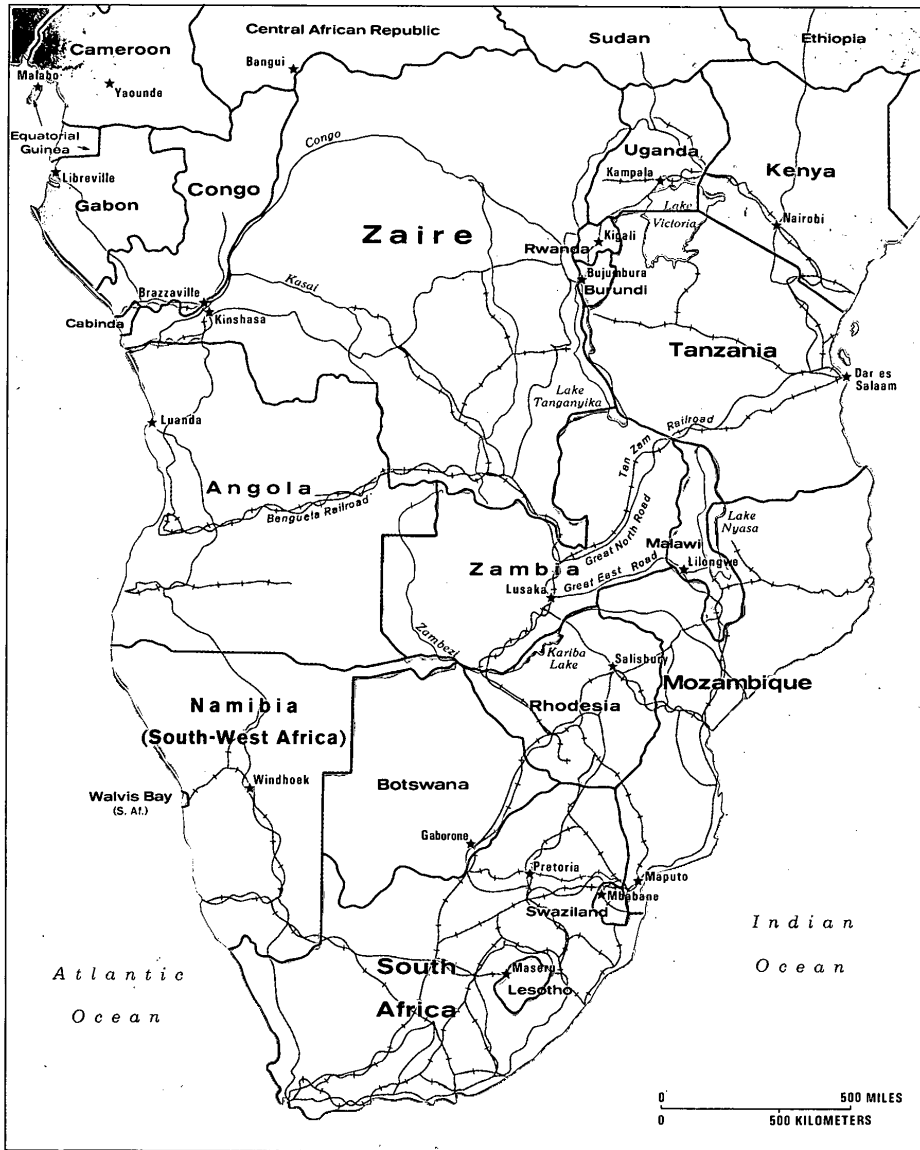 Central African Republic
Sudan
Ethiopia
Cameroon
Bangui
Malabo
Yaounde
Equatorial
Guinea
Congo
Uganda
Kampala
Kenya
Libreville
Congo
Gabon
Zaire
Lake
Victoria
Nairobi
Rwanda
Kigali
Bujumbura
Burundi
Kasai
Brazzaville
Cabinda
Kinshasa
Tanzania
Dar es
Salaam
Lake
Tanganyika
Luanda
Tan Zam Railroad
Angola
Benguela Railroad
Lake
Nyasa
Great North Road
Malawi
Zambia
Lilongwe
Great East Road
Lusaka
Zambezi
Kariba
Lake
Salisbury
Mozambique
Namibia
(South-West Africa)
Rhodesia
Windhoek
Botswana
Walvis Bay
(S. Af.)
Gaborone
Pretoria
Maputo
Mbabane
Swaziland
Indian
Ocean
Atlantic
Ocean
South
Africa
Maseru
Lesotho
0 500 MILES
0 500 KILOMETERS